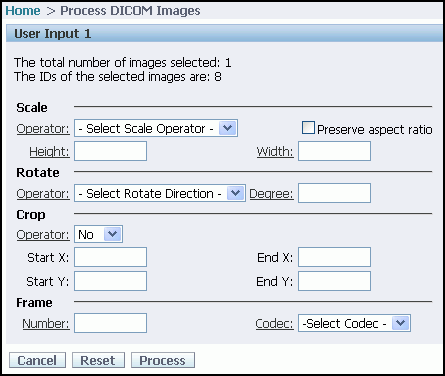 Home > Process DICOM Images
User Input 1
The total number of images selected: 1
The IDs of the selected images are: 8
Scale
Operator: - Select Scale Operator - Preserve aspect ratio
Height: Width:
Rotate
Operator: - Select Rotate Direction - Degree:
Crop
Operator: No
Start X: End X:
Start Y: End Y:
Frame
Number: Codec: -Select Codec -
Cancel Reset Process